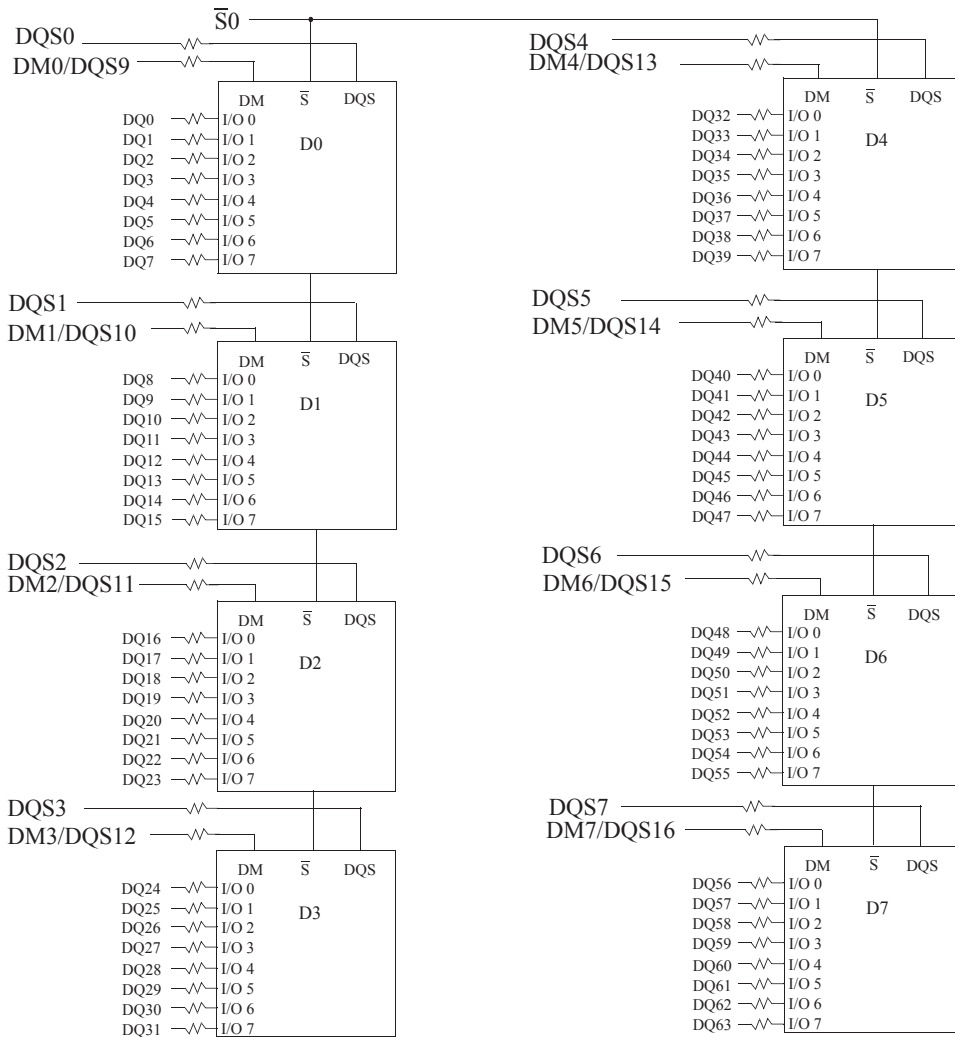 S̅0
DQS0
DM0/DQS9
DM S̅ DQS
D0
DQ0 I/O 0
DQ1 I/O 1
DQ2 I/O 2
DQ3 I/O 3
DQ4 I/O 4
DQ5 I/O 5
DQ6 I/O 6
DQ7 I/O 7
DQS1
DM1/DQS10
DM S̅ DQS
D1
DQ8 I/O 0
DQ9 I/O 1
DQ10 I/O 2
DQ11 I/O 3
DQ12 I/O 4
DQ13 I/O 5
DQ14 I/O 6
DQ15 I/O 7
DQS2
DM2/DQS11
DM S̅ DQS
D2
DQ16 I/O 0
DQ17 I/O 1
DQ18 I/O 2
DQ19 I/O 3
DQ20 I/O 4
DQ21 I/O 5
DQ22 I/O 6
DQ23 I/O 7
DQS3
DM3/DQS12
DM S̅ DQS
D3
DQ24 I/O 0
DQ25 I/O 1
DQ26 I/O 2
DQ27 I/O 3
DQ28 I/O 4
DQ29 I/O 5
DQ30 I/O 6
DQ31 I/O 7
DQS4
DM4/DQS13
DM S̅ DQS
D4
DQ32 I/O 0
DQ33 I/O 1
DQ34 I/O 2
DQ35 I/O 3
DQ36 I/O 4
DQ37 I/O 5
DQ38 I/O 6
DQ39 I/O 7
DQS5
DM5/DQS14
DM S̅ DQS
D5
DQ40 I/O 0
DQ41 I/O 1
DQ42 I/O 2
DQ43 I/O 3
DQ44 I/O 4
DQ45 I/O 5
DQ46 I/O 6
DQ47 I/O 7
DQS6
DM6/DQS15
DM S̅ DQS
D6
DQ48 I/O 0
DQ49 I/O 1
DQ50 I/O 2
DQ51 I/O 3
DQ52 I/O 4
DQ53 I/O 5
DQ54 I/O 6
DQ55 I/O 7
DQS7
DM7/DQS16
DM S̅ DQS
D7
DQ56 I/O 0
DQ57 I/O 1
DQ58 I/O 2
DQ59 I/O 3
DQ60 I/O 4
DQ61 I/O 5
DQ62 I/O 6
DQ63 I/O 7